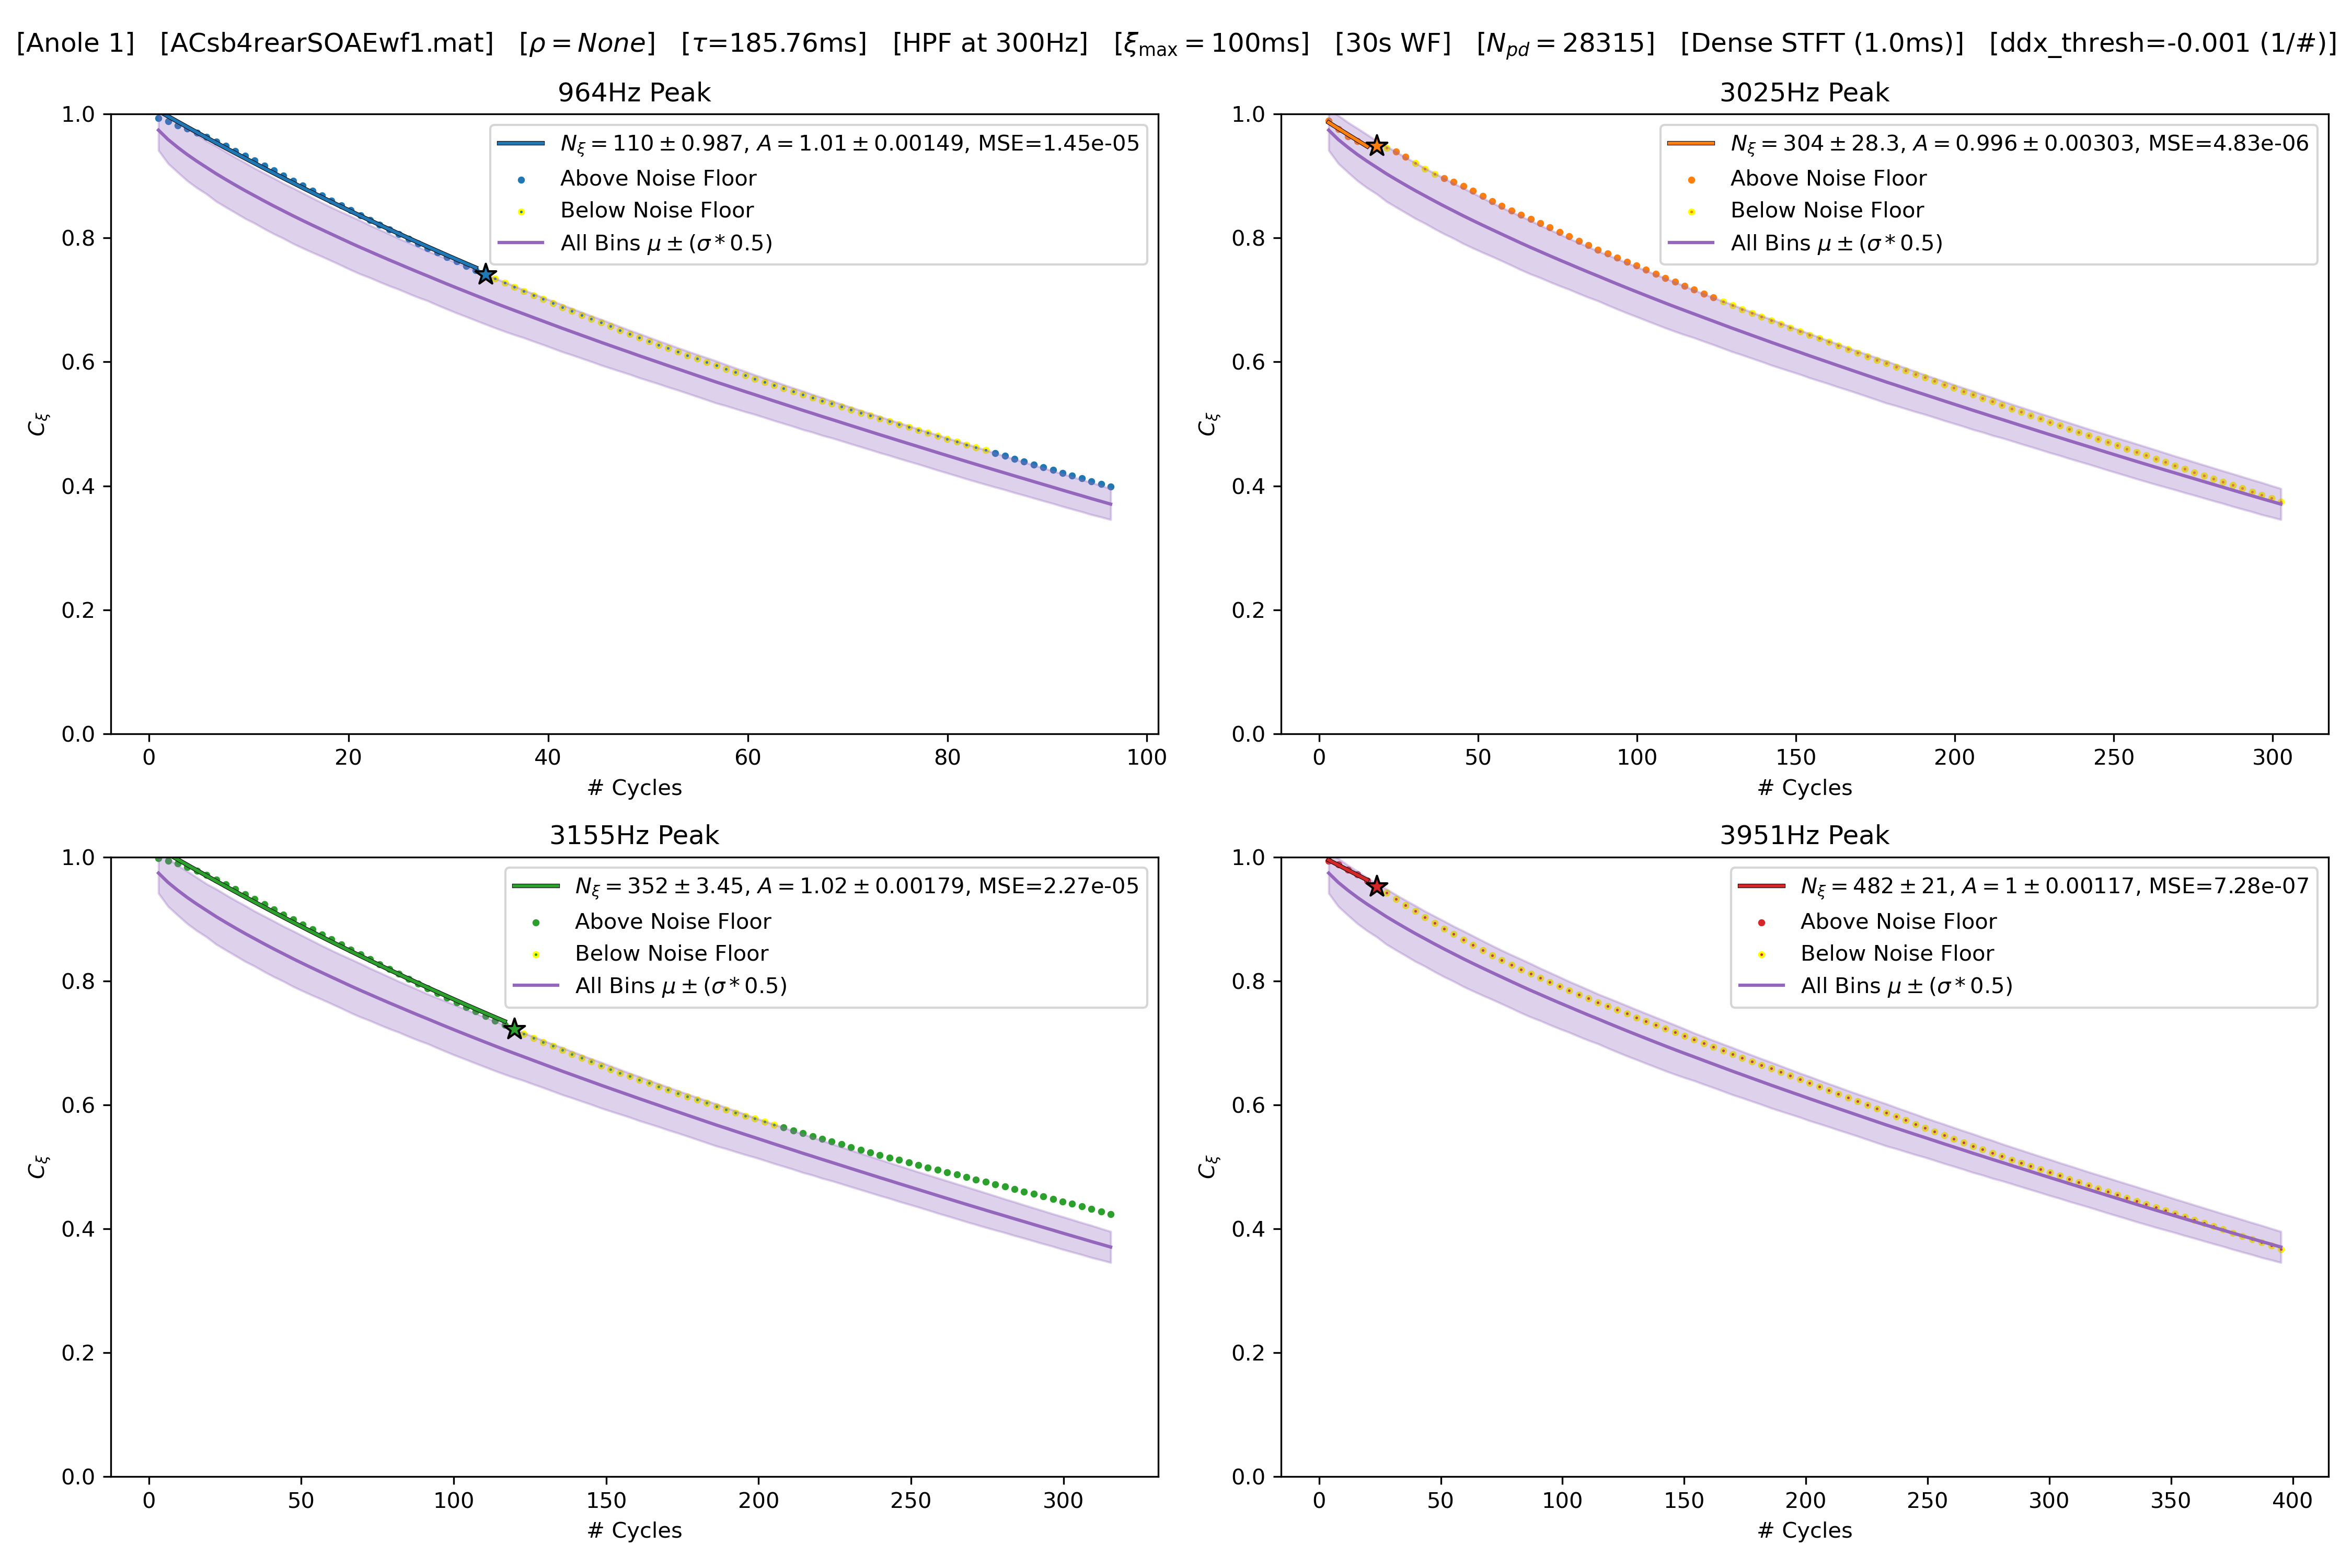 [Anole 1] [ACsb4rearSOAEwf1.mat] [ρ = None] [τ=185.76ms] [HPF at 300Hz] [ξmax = 100ms] [30s WF] [Npd = 28315] [Dense STFT (1.0ms)] [ddx_thresh=-0.001 (1/#)]
964Hz Peak
1.0
0.8
0.6
0.4
0.2
0.0
Cξ
Nξ = 110 ± 0.987, A = 1.01 ± 0.00149, MSE=1.45e-05
Above Noise Floor
Below Noise Floor
All Bins μ ± (σ * 0.5)
0 20 40 60 80 100
# Cycles
3025Hz Peak
1.0
0.8
0.6
0.4
0.2
0.0
Cξ
Nξ = 304 ± 28.3, A = 0.996 ± 0.00303, MSE=4.83e-06
Above Noise Floor
Below Noise Floor
All Bins μ ± (σ * 0.5)
0 50 100 150 200 250 300
# Cycles
3155Hz Peak
1.0
0.8
0.6
0.4
0.2
0.0
Cξ
Nξ = 352 ± 3.45, A = 1.02 ± 0.00179, MSE=2.27e-05
Above Noise Floor
Below Noise Floor
All Bins μ ± (σ * 0.5)
0 50 100 150 200 250 300
# Cycles
3951Hz Peak
1.0
0.8
0.6
0.4
0.2
0.0
Cξ
Nξ = 482 ± 21, A = 1 ± 0.00117, MSE=7.28e-07
Above Noise Floor
Below Noise Floor
All Bins μ ± (σ * 0.5)
0 50 100 150 200 250 300 350 400
# Cycles